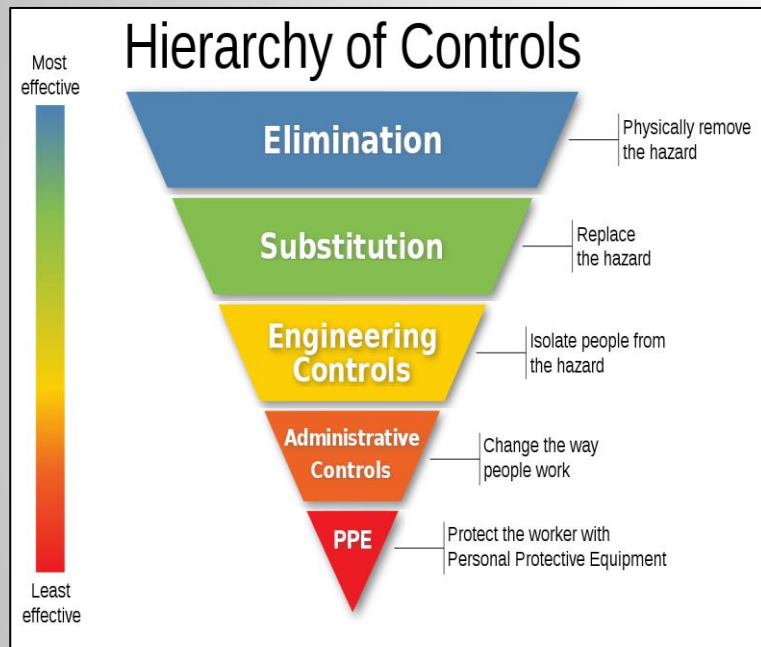 Hierarchy of Controls
Most
effective
Elimination
Physically remove
the hazard
Substitution
Replace
the hazard
Engineering
Controls
Isolate people from
the hazard
Administrative
Controls
Change the way
people work
PPE
Protect the worker with
Personal Protective Equipment
Least
effective